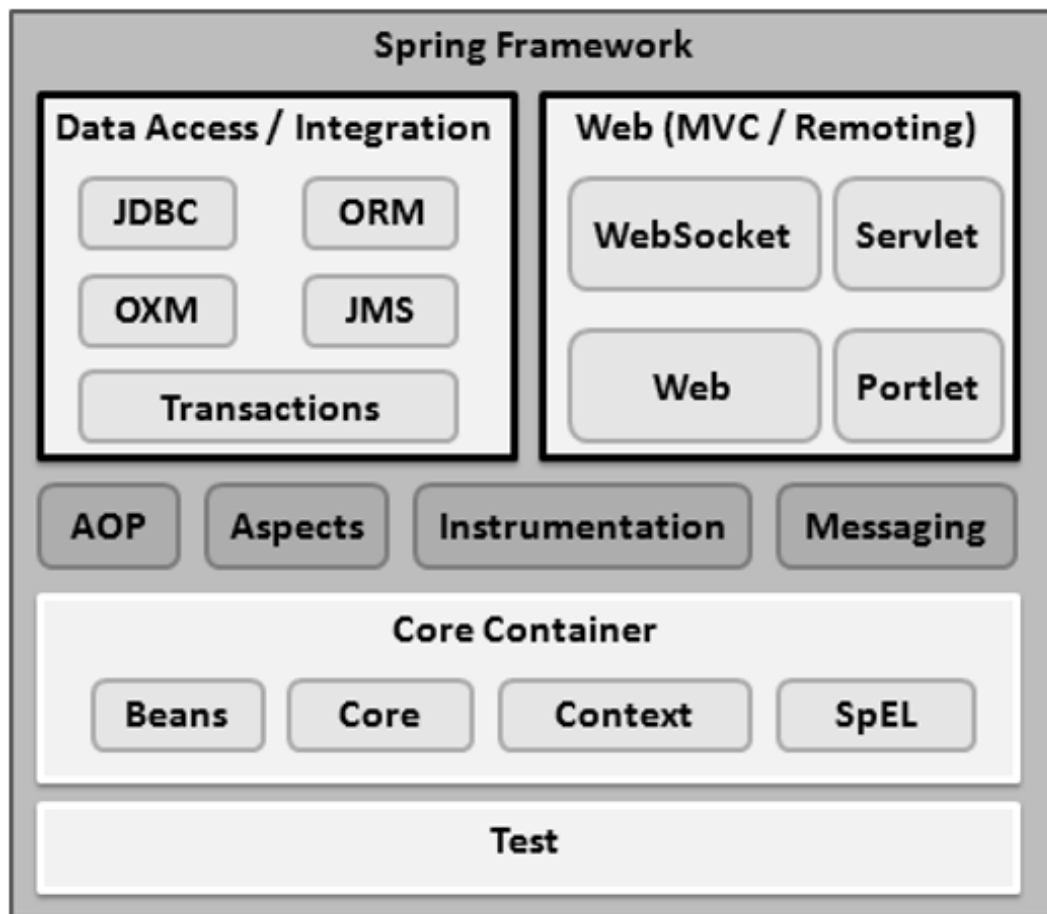 Spring Framework
Data Access / Integration
JDBC
ORM
OXM
JMS
Transactions
Web (MVC / Remoting)
WebSocket
Servlet
Web
Portlet
AOP
Aspects
Instrumentation
Messaging
Core Container
Beans
Core
Context
SpEL
Test